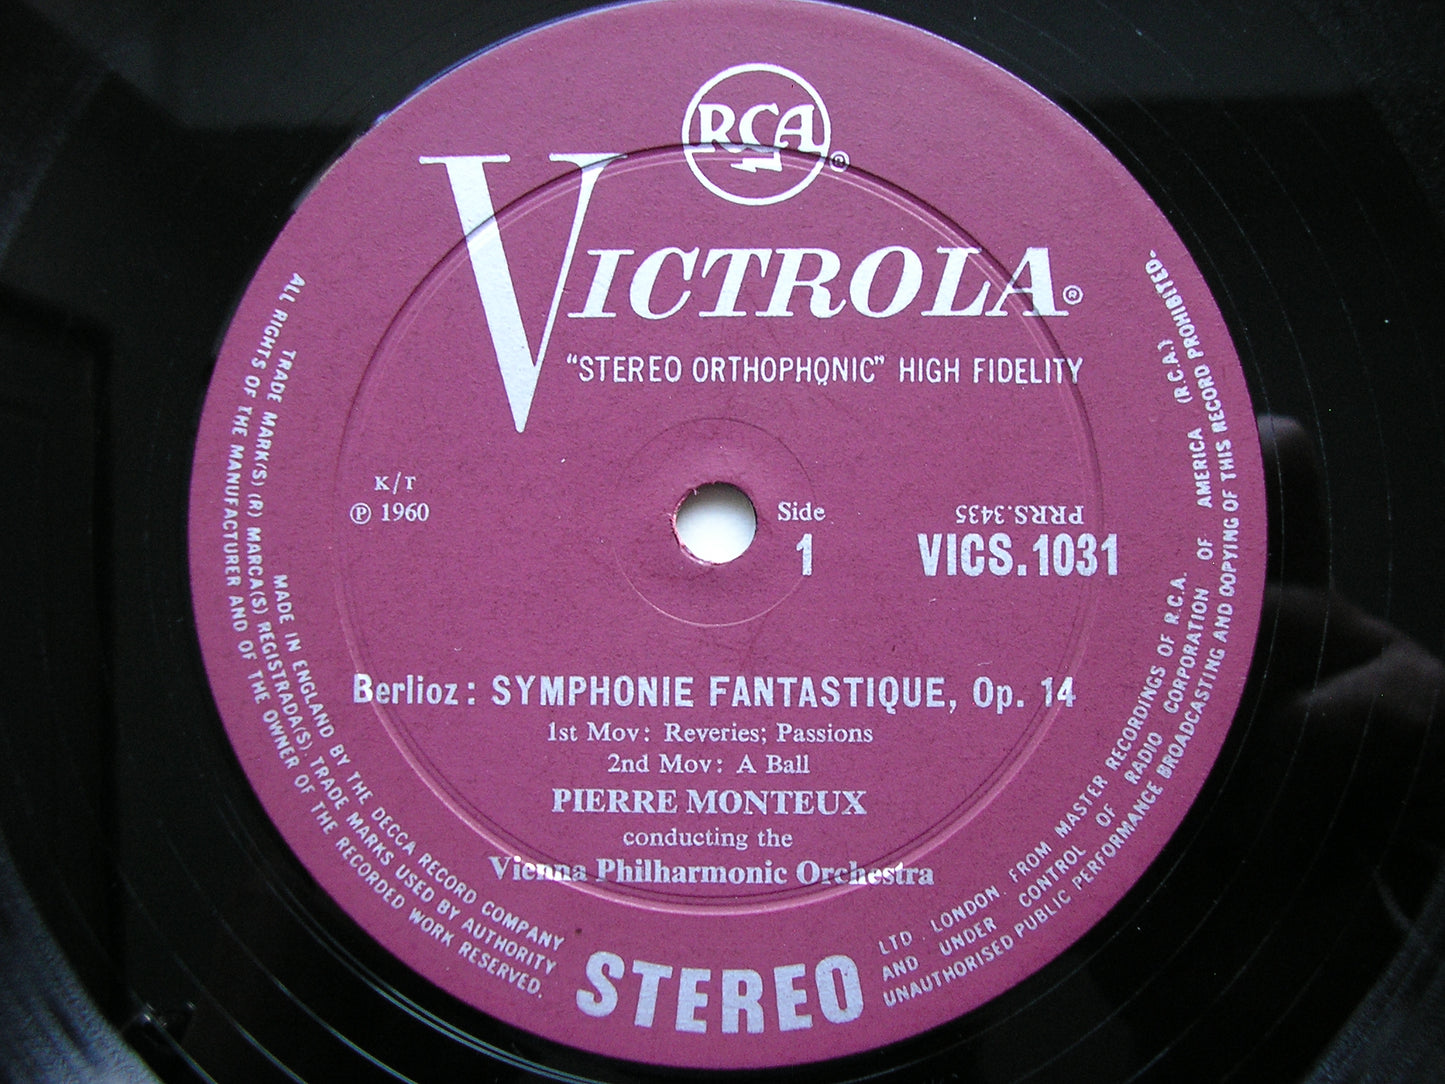 RCA ®
VICTROLA ®
"STEREO ORTHOPHONIC" HIGH FIDELITY
K/T
℗ 1960
Side
1
PRRS.3435
VICS.1031
Berlioz: SYMPHONIE FANTASTIQUE, Op. 14
1st Mov: Reveries; Passions
2nd Mov: A Ball
PIERRE MONTEUX
conducting the
Vienna Philharmonic Orchestra
STEREO
MADE IN ENGLAND BY THE DECCA RECORD COMPANY LTD. LONDON FROM MASTER RECORDINGS OF R.C.A.
TRADE MARK(S) (R) MARCA(S) REGISTRADA(S). TRADE MARKS USED BY AUTHORITY AND UNDER CONTROL OF RADIO CORPORATION OF AMERICA (R.C.A.)
ALL RIGHTS OF THE MANUFACTURER AND OF THE OWNER OF THE RECORDED WORK RESERVED. UNAUTHORISED PUBLIC PERFORMANCE BROADCASTING AND COPYING OF THIS RECORD PROHIBITED.